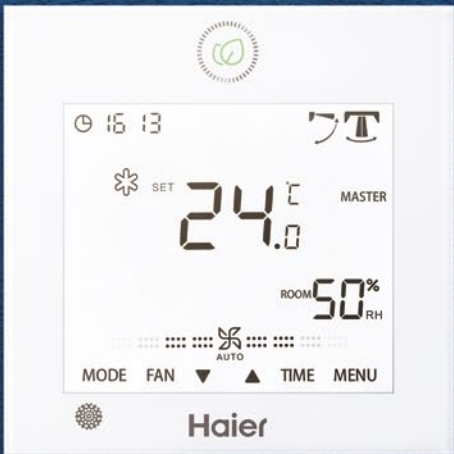 16 13
SET 24.0 °C
MASTER
ROOM 50% RH
AUTO
MODE FAN ▼ ▲ TIME MENU
Haier